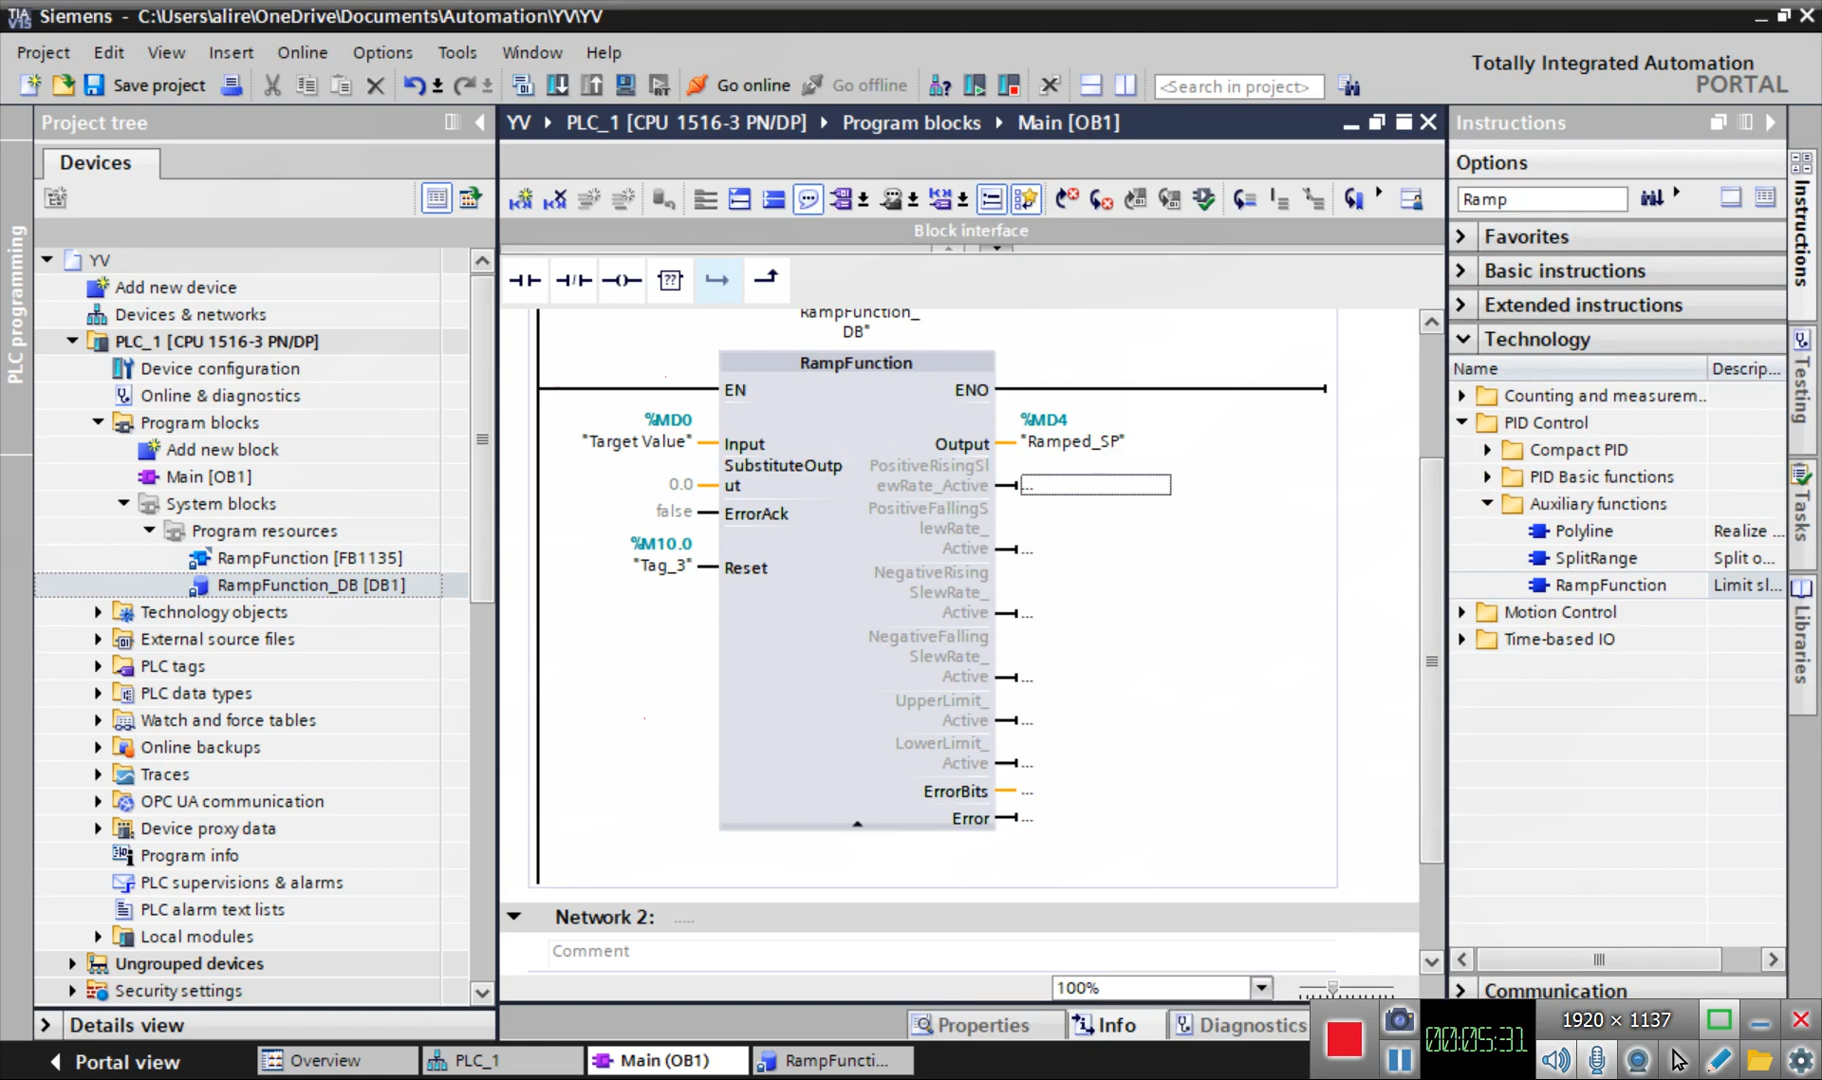 TIA
V15
Siemens - C:\Users\alire\OneDrive\Documents\Automation\YV\YV
Project Edit View Insert Online Options Tools Window Help
Save project
Go online
Go offline
<Search in project>
Totally Integrated Automation
PORTAL
PLC programming
Project tree
Devices
YV
Add new device
Devices & networks
PLC_1 [CPU 1516-3 PN/DP]
Device configuration
Online & diagnostics
Program blocks
Add new block
Main [OB1]
System blocks
Program resources
RampFunction [FB1135]
RampFunction_DB [DB1]
Technology objects
External source files
PLC tags
PLC data types
Watch and force tables
Online backups
Traces
OPC UA communication
Device proxy data
Program info
PLC supervisions & alarms
PLC alarm text lists
Local modules
Ungrouped devices
Security settings
Details view
YV PLC_1 [CPU 1516-3 PN/DP] Program blocks Main [OB1]
Block interface
??
RampFunction_
DB"
RampFunction
EN ENO
%MD0
"Target Value" Input
SubstituteOutp
ut
0.0
false ErrorAck
%M10.0
"Tag_3" Reset
%MD4
Output "Ramped_SP"
PositiveRisingSl
ewRate_Active ...
PositiveFallingS
lewRate_
Active ...
NegativeRising
SlewRate_
Active ...
NegativeFalling
SlewRate_
Active ...
UpperLimit_
Active ...
LowerLimit_
Active ...
ErrorBits ...
Error ...
Network 2: .....
Comment
100%
Properties Info Diagnostics
Instructions
Options
Ramp
Favorites
Basic instructions
Extended instructions
Technology
Name Descrip...
Counting and measurem..
PID Control
Compact PID
PID Basic functions
Auxiliary functions
Polyline Realize ...
SplitRange Split o...
RampFunction Limit sl...
Motion Control
Time-based IO
Communication
Instructions
Testing
Tasks
Libraries
Portal view Overview PLC_1 Main (OB1) RampFuncti...
00:05:31
1920 × 1137